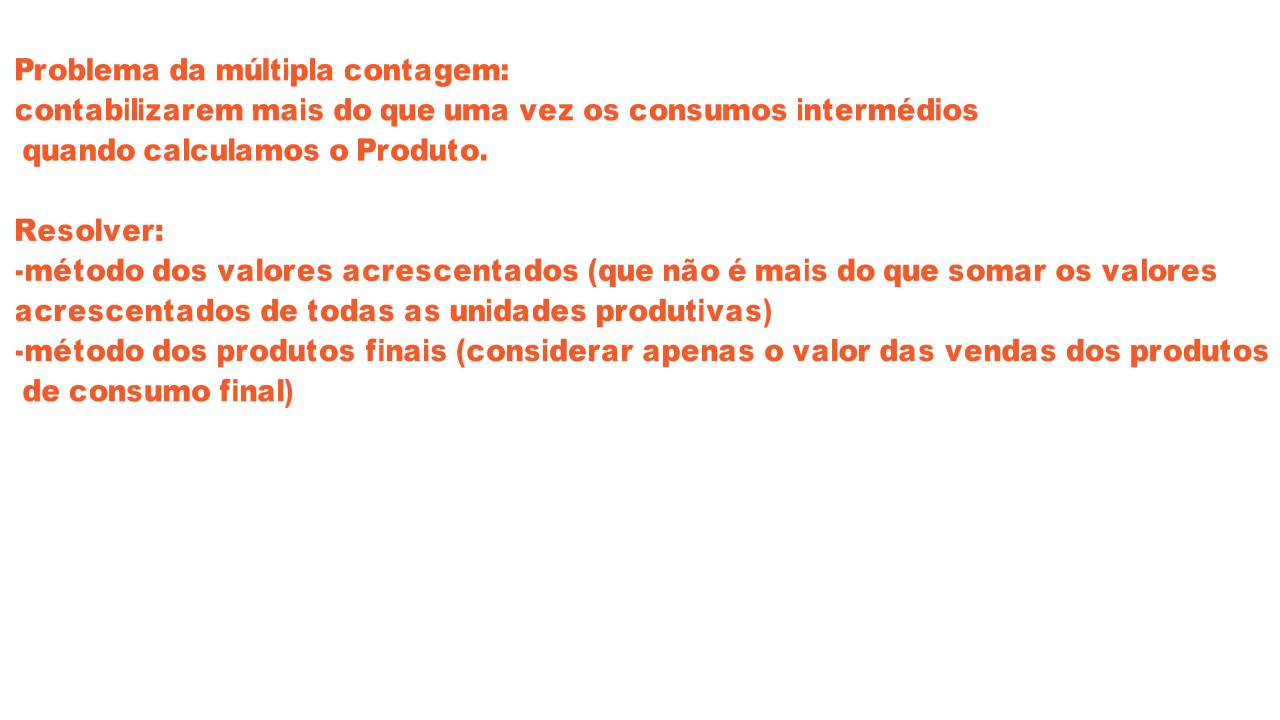 Problema da múltipla contagem:
contabilizarem mais do que uma vez os consumos intermédios
quando calculamos o Produto.
Resolver:
-método dos valores acrescentados (que não é mais do que somar os valores
acrescentados de todas as unidades produtivas)
-método dos produtos finais (considerar apenas o valor das vendas dos produtos
de consumo final)